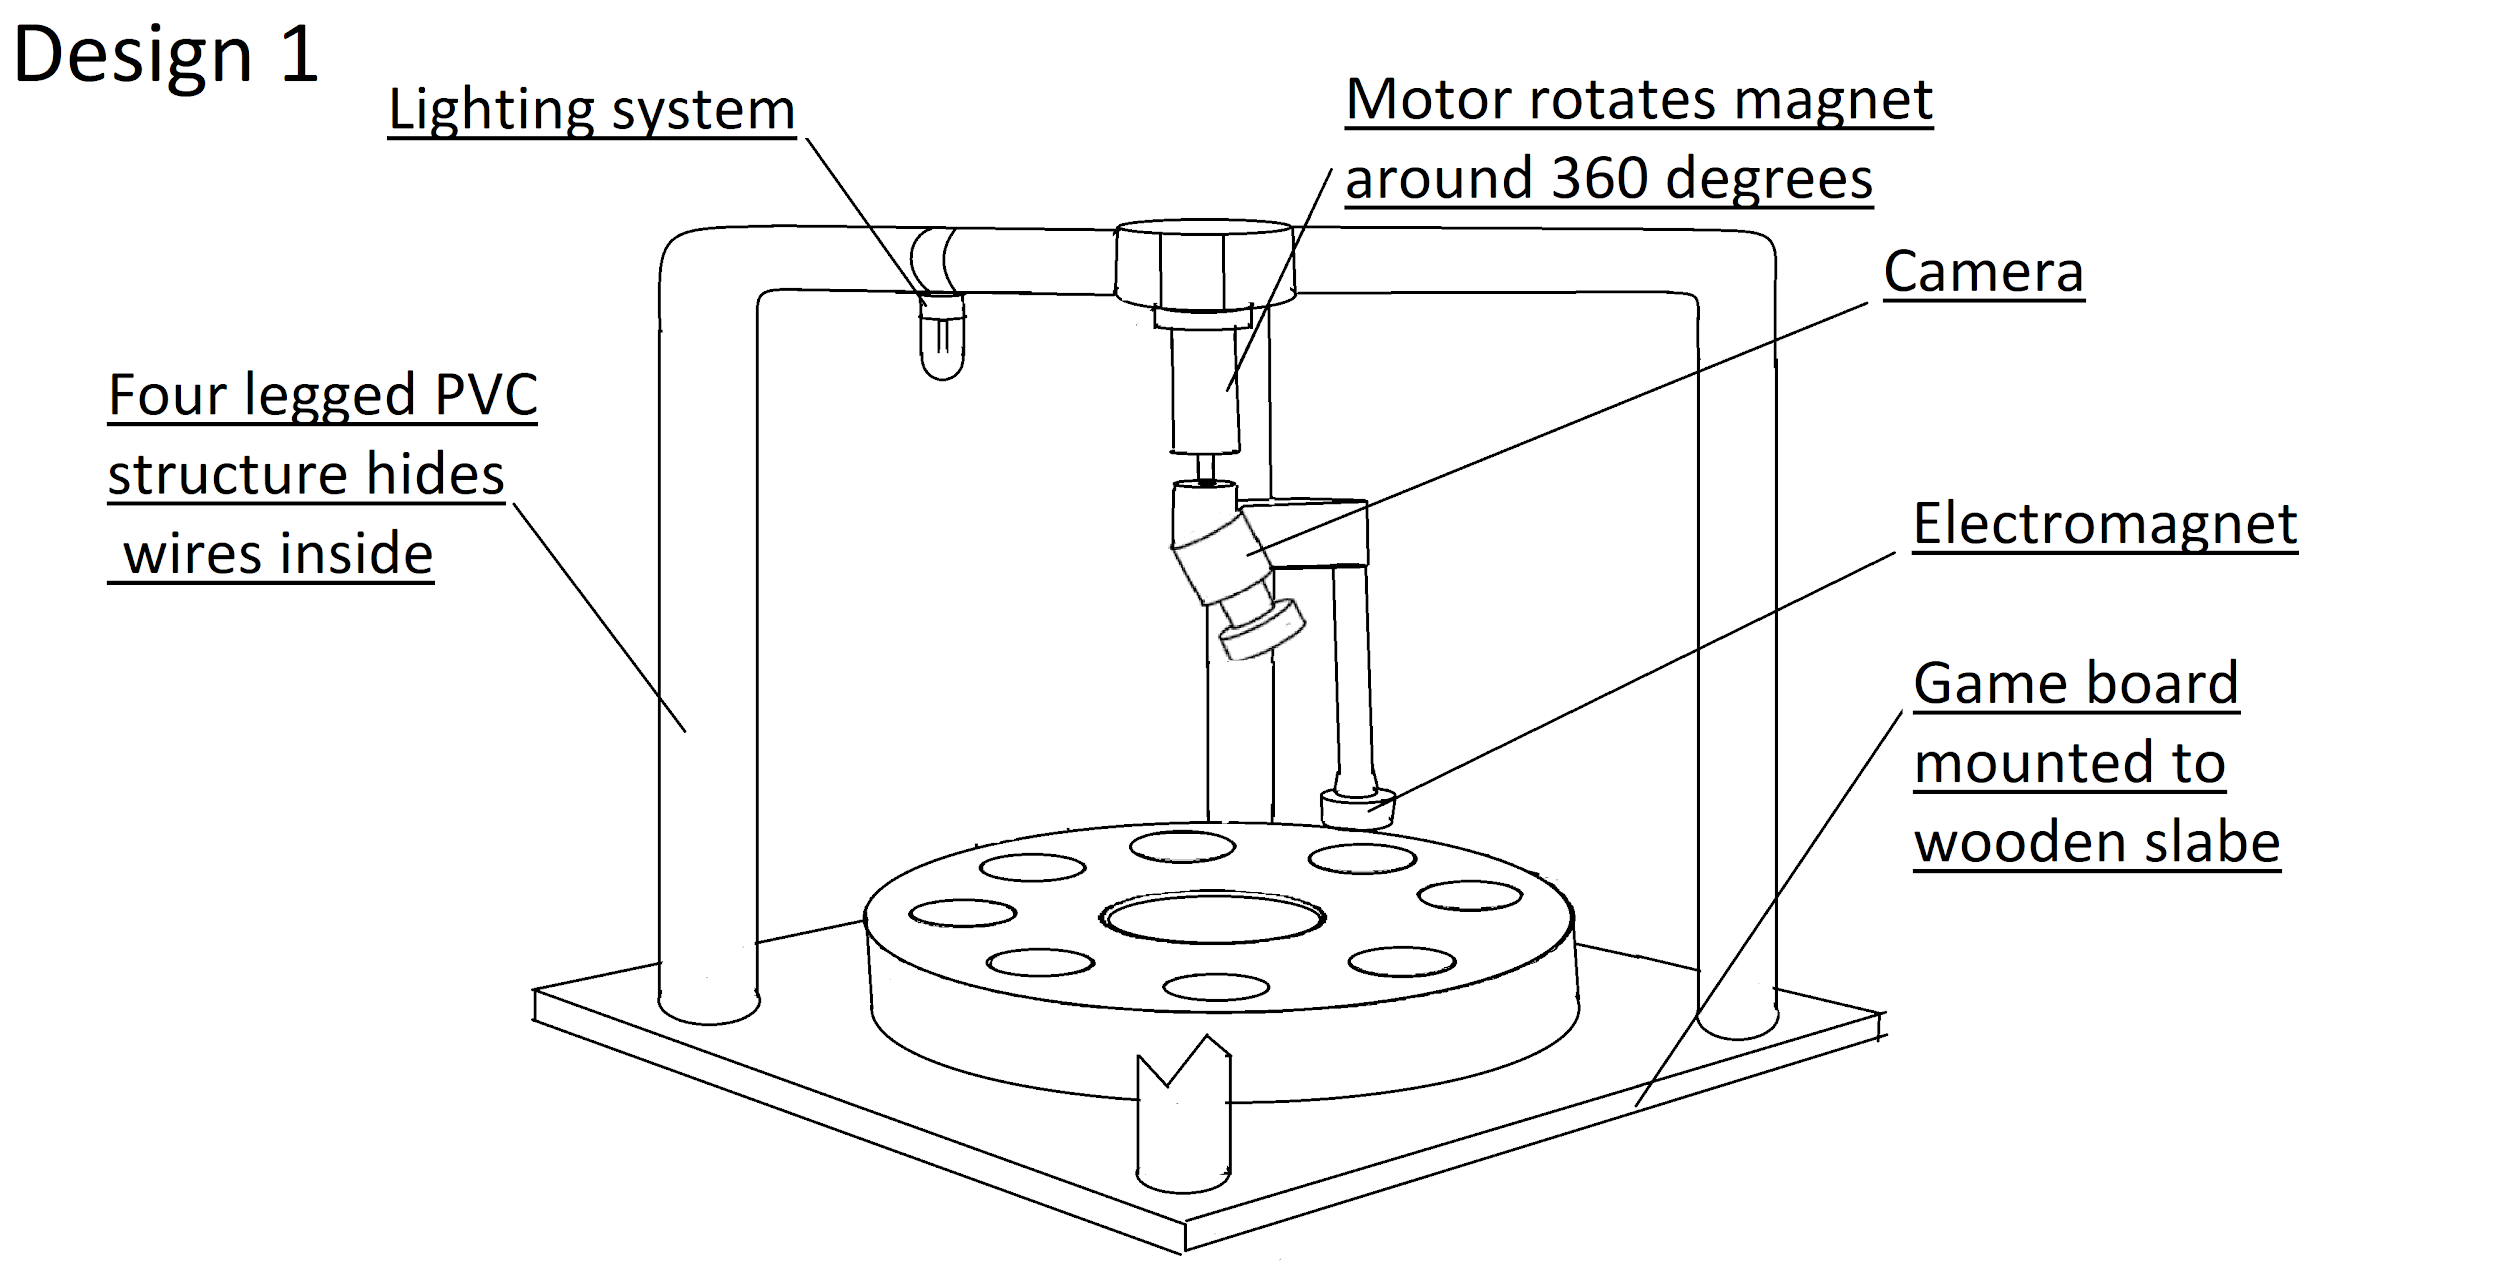 Design 1
Lighting system
Motor rotates magnet
around 360 degrees
Camera
Four legged PVC
structure hides
wires inside
Electromagnet
Game board
mounted to
wooden slabe